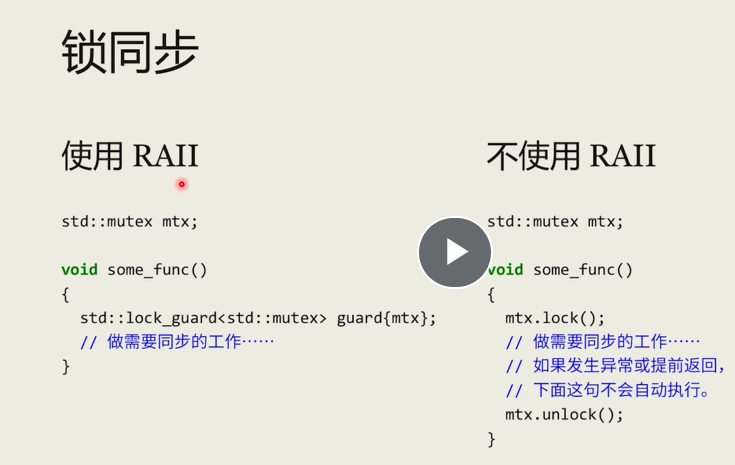 锁同步
使用 RAII
std::mutex mtx;
void some_func()
{
  std::lock_guard<std::mutex> guard{mtx};
  // 做需要同步的工作……
}
不使用 RAII
std::mutex mtx;
void some_func()
{
  mtx.lock();
  // 做需要同步的工作……
  // 如果发生异常或提前返回，
  // 下面这句不会自动执行。
  mtx.unlock();
}